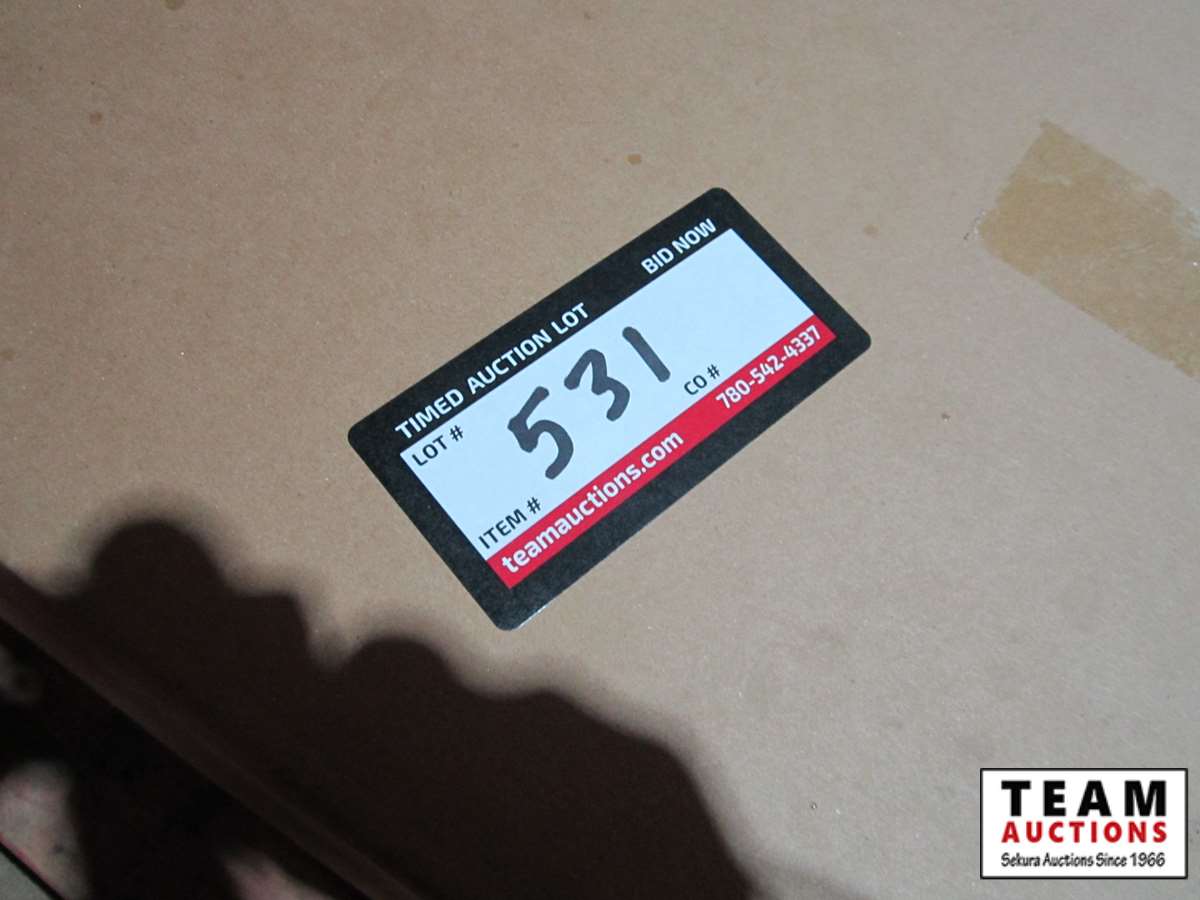 TIMED AUCTION LOT BID NOW
LOT #
531
ITEM # CO #
teamauctions.com 780-542-4337
TEAM
AUCTIONS
Sekura Auctions Since 1966